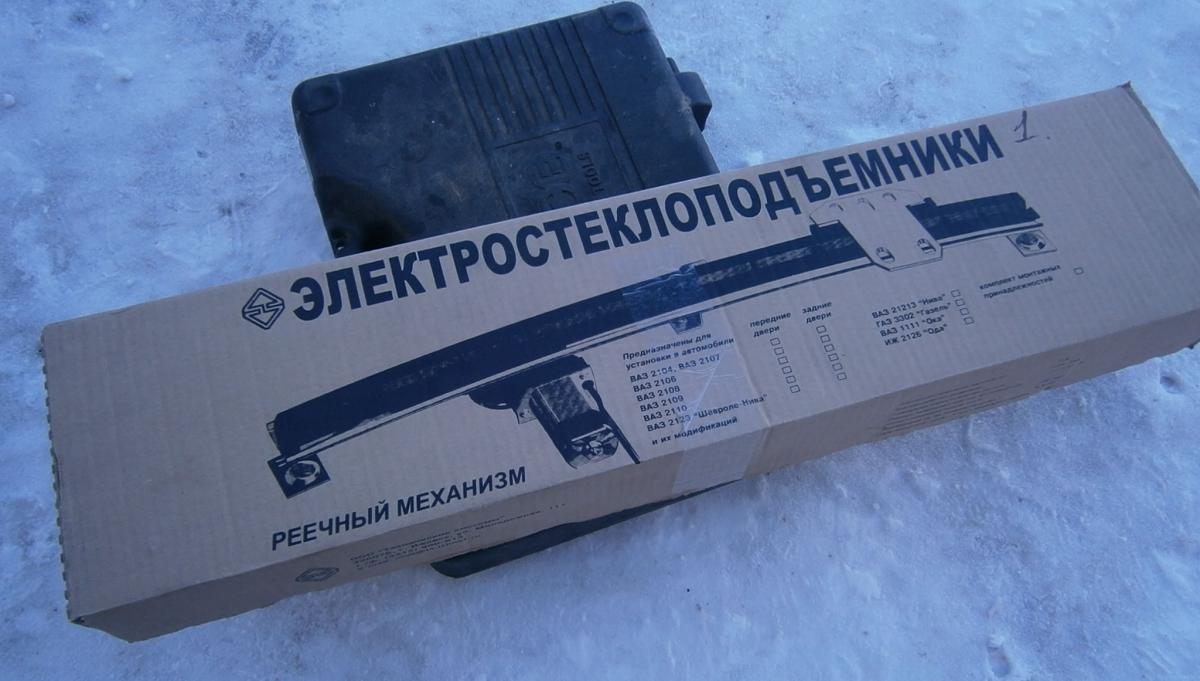 TOOLS
1
ЭЛЕКТРОСТЕКЛОПОДЪЕМНИКИ
Предназначены для
установки в автомобили
ВАЗ 2104, ВАЗ 2107
ВАЗ 2106
ВАЗ 2108
ВАЗ 2109
ВАЗ 2110
ВАЗ 2123 "Шевроле-Нива"
и их модификаций
передние
двери
задние
двери
ВАЗ 21213 "Нива"
ГАЗ 3302 "Газель"
ВАЗ 1111 "Ока"
ИЖ 2126 "Ода"
комплект монтажных
принадлежностей
РЕЕЧНЫЙ МЕХАНИЗМ